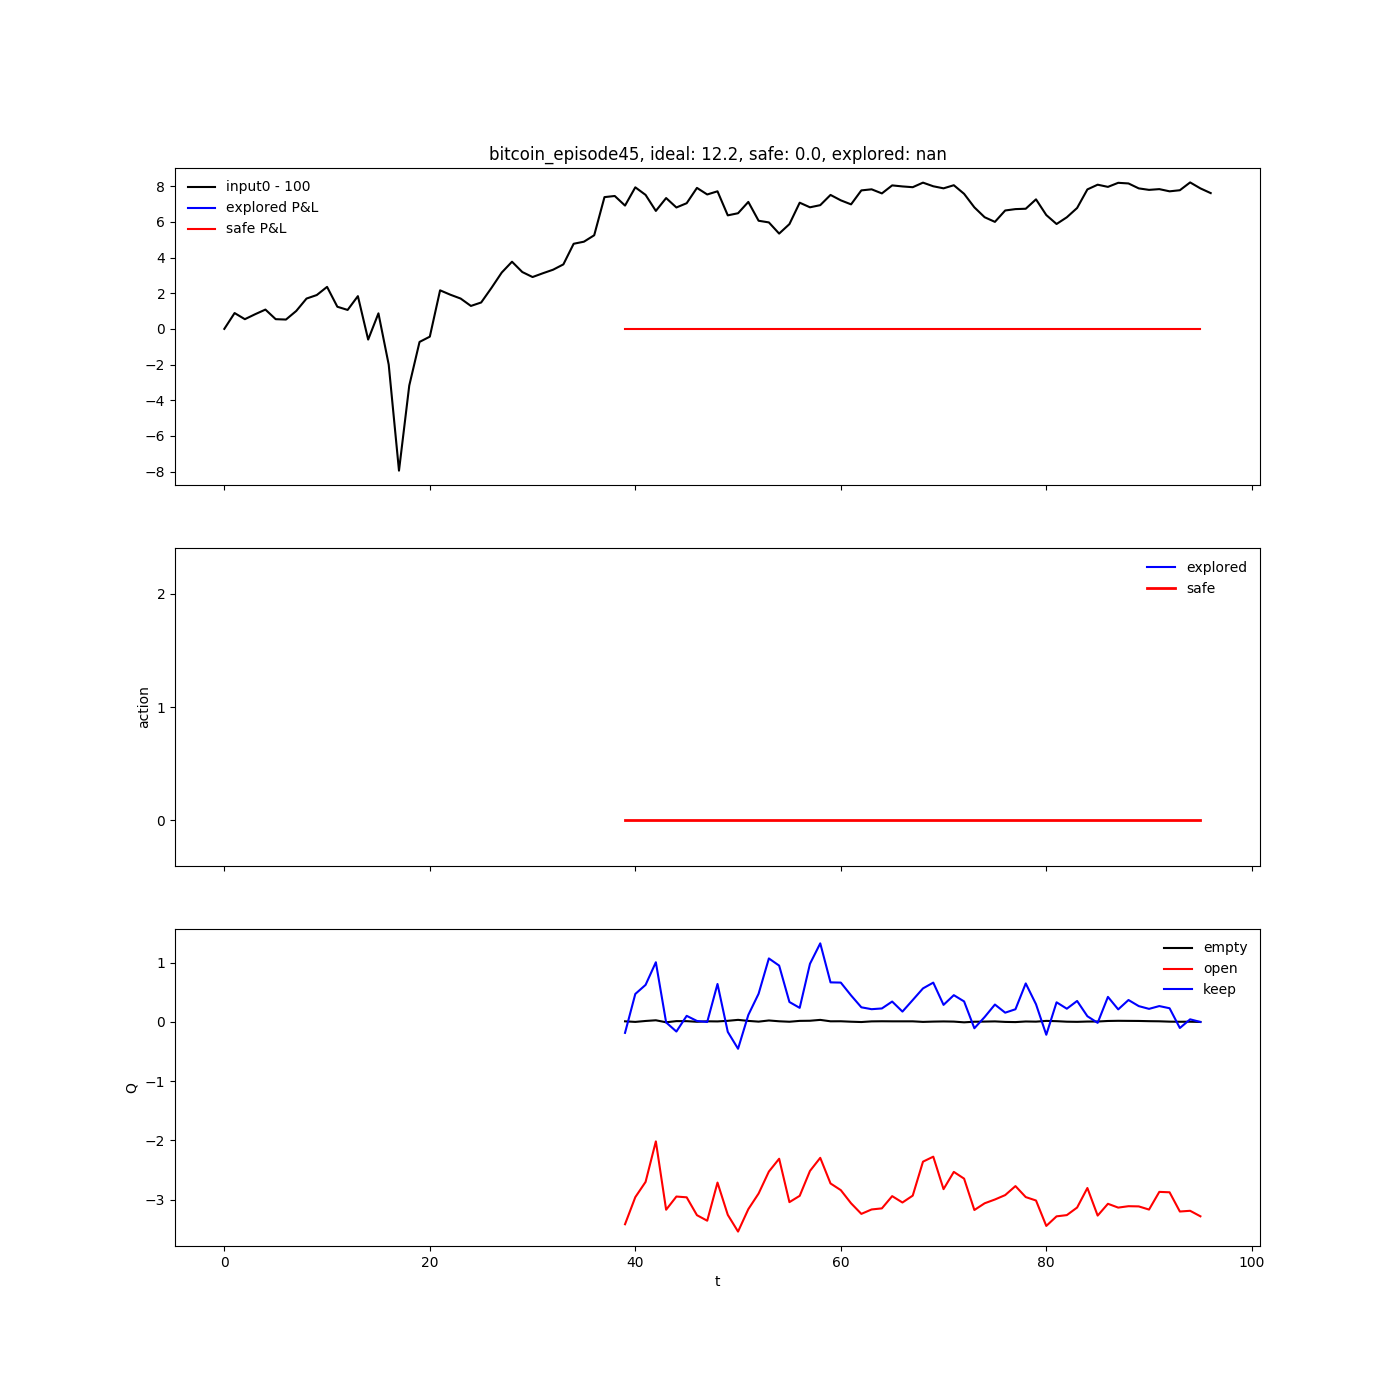 bitcoin_episode45, ideal: 12.2, safe: 0.0, explored: nan
input0 - 100
explored P&L
safe P&L
8
6
4
2
0
−2
−4
−6
−8
explored
safe
action
2
1
0
empty
open
keep
Q
1
0
−1
−2
−3
0 20 40 60 80 100
t